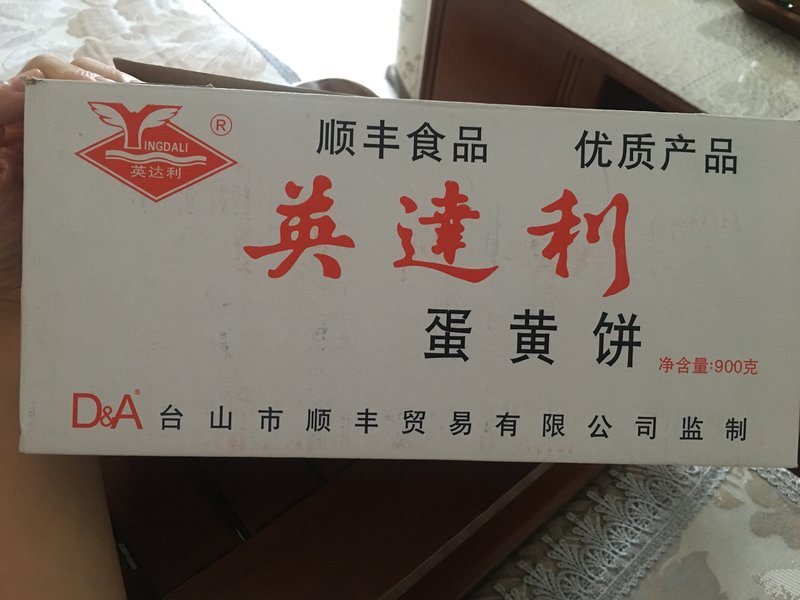 YINGDALI
英达利
®
顺丰食品 优质产品
英達利
蛋黄饼
净含量:900克
D&A® 台山市顺丰贸易有限公司监制